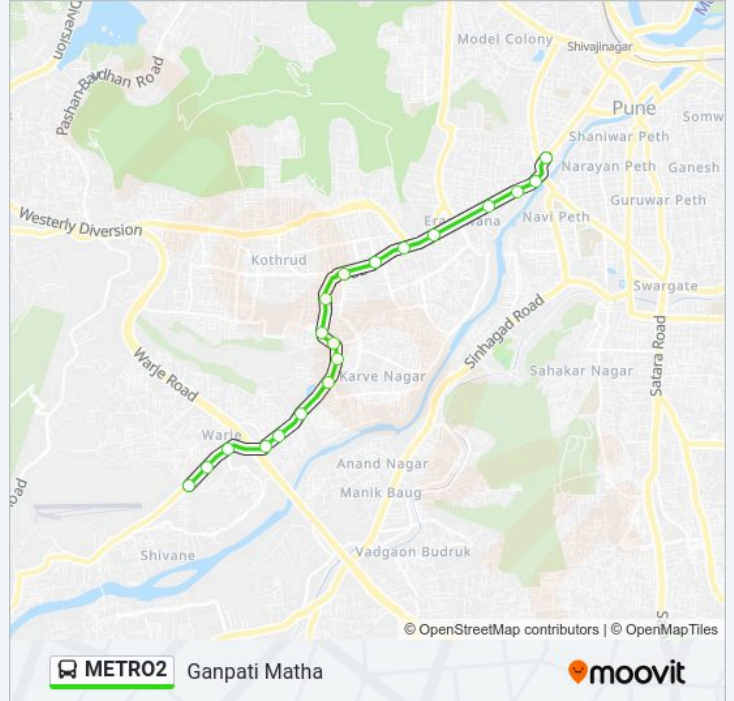 Diversion
Model Colony
Shivajinagar
Pashan-Bavdhan Road
Pune
Somw
Shaniwar Peth
Narayan Peth
Ganesh
Guruwar Peth
Westerly Diversion
Navi Peth
Kothrud
Swargate
Sinhagad Road
Satara Road
Warje Road
Sahakar Nagar
Karve Nagar
Warje
Anand Nagar
Manik Baug
oad
Shivane
Vadgaon Budruk
© OpenStreetMap contributors | © OpenMapTiles
METRO2 Ganpati Matha
moovit